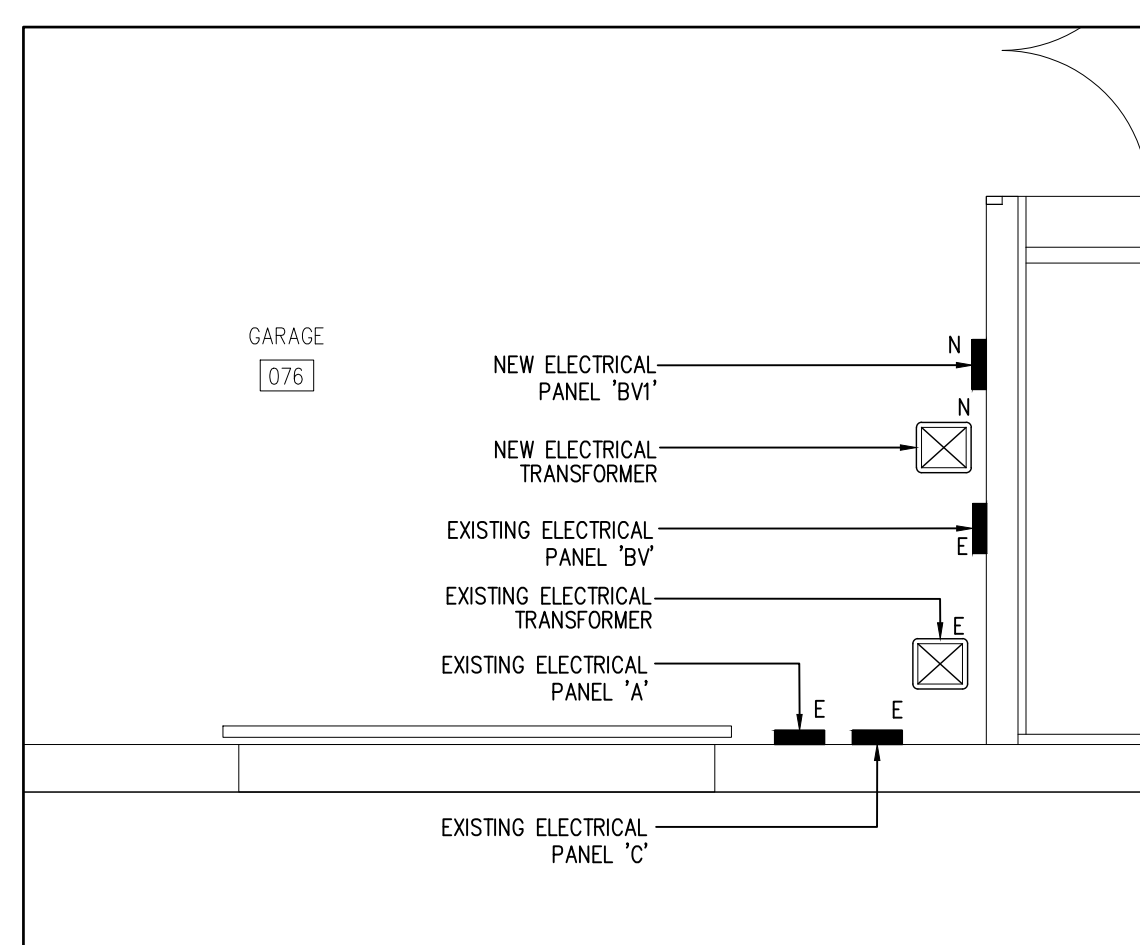 GARAGE
076
NEW ELECTRICAL
PANEL 'BV1'
N
N
NEW ELECTRICAL
TRANSFORMER
EXISTING ELECTRICAL
PANEL 'BV'
E
EXISTING ELECTRICAL
TRANSFORMER
E
EXISTING ELECTRICAL
PANEL 'A'
E
E
EXISTING ELECTRICAL
PANEL 'C'